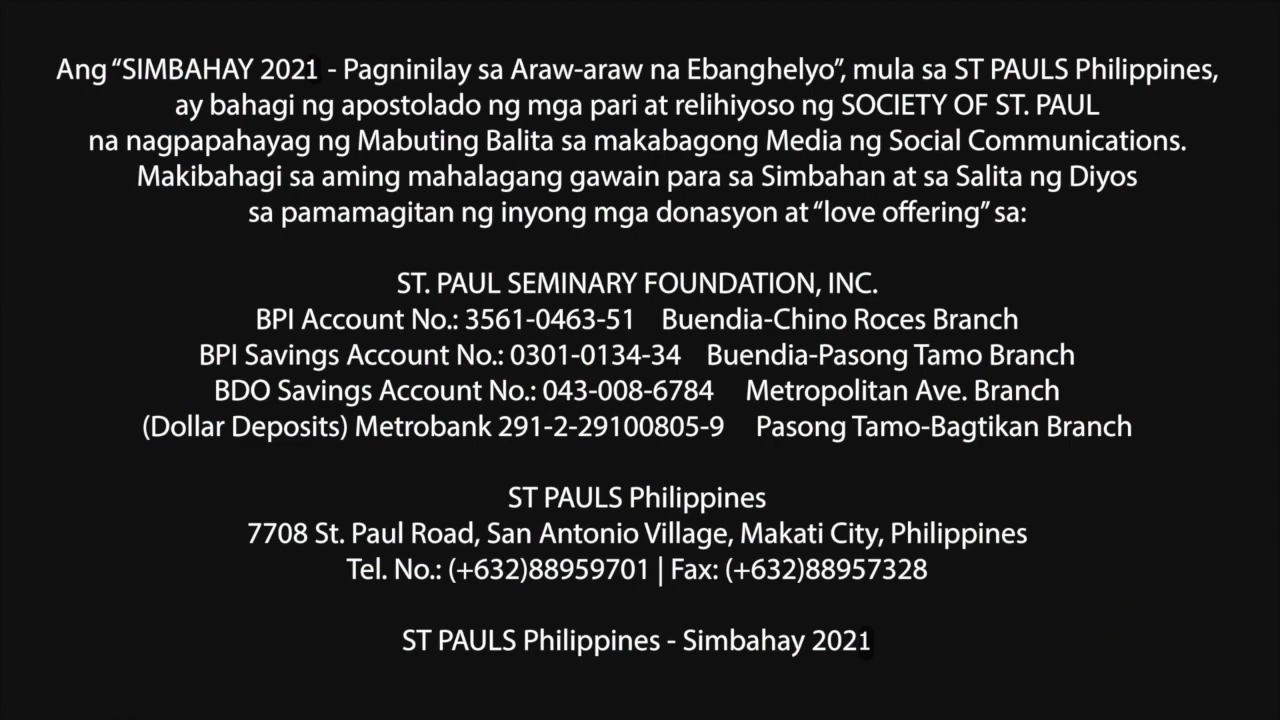 Ang “SIMBAHAY 2021 - Pagninilay sa Araw-araw na Ebanghelyo”, mula sa ST PAULS Philippines,
ay bahagi ng apostolado ng mga pari at relihiyoso ng SOCIETY OF ST. PAUL
na nagpapahayag ng Mabuting Balita sa makabagong Media ng Social Communications.
Makibahagi sa aming mahalagang gawain para sa Simbahan at sa Salita ng Diyos
sa pamamagitan ng inyong mga donasyon at “love offering” sa:
ST. PAUL SEMINARY FOUNDATION, INC.
BPI Account No.: 3561-0463-51 Buendia-Chino Roces Branch
BPI Savings Account No.: 0301-0134-34 Buendia-Pasong Tamo Branch
BDO Savings Account No.: 043-008-6784 Metropolitan Ave. Branch
(Dollar Deposits) Metrobank 291-2-29100805-9 Pasong Tamo-Bagtikan Branch
ST PAULS Philippines
7708 St. Paul Road, San Antonio Village, Makati City, Philippines
Tel. No.: (+632)88959701 | Fax: (+632)88957328
ST PAULS Philippines - Simbahay 2021